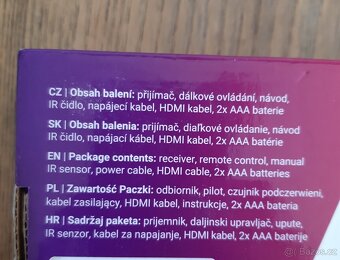 CZ | Obsah balení: přijímač, dálkové ovládání, návod,
IR čidlo, napájecí kabel, HDMI kabel, 2x AAA baterie
SK | Obsah balenia: prijímač, diaľkové ovládanie, návod
IR čidlo, napájací kábel, HDMI kábel, 2x AAA batérie
EN | Package contents: receiver, remote control, manual
IR sensor, power cable, HDMI cable, 2x AAA batteries
PL | Zawartość Paczki: odbiornik, pilot, czujnik podczerwieni,
kabel zasilający, HDMI kabel, instrukcje, 2x AAA bateria
HR | Sadržaj paketa: prijemnik, daljinski upravljač, upute,
IR senzor, kabel za napajanje, HDMI kabel, 2x AAA baterije